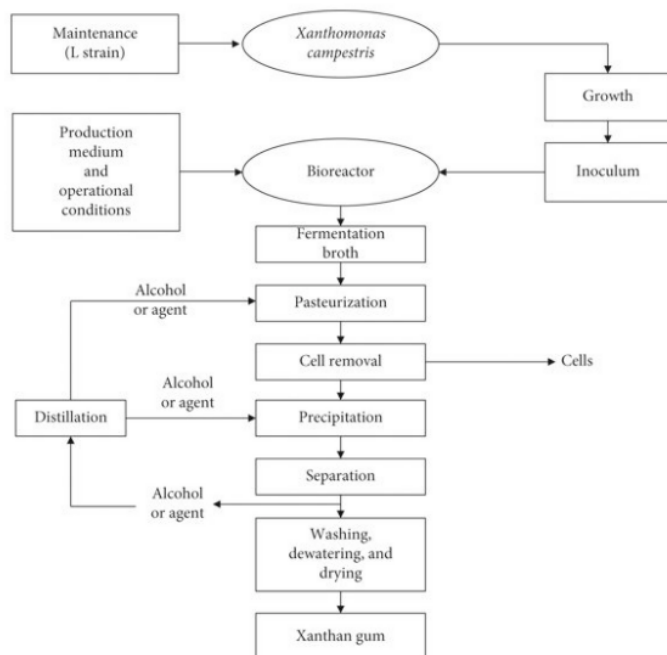 Maintenance
(L strain)
Xanthomonas
campestris
Growth
Production
medium
and
operational
conditions
Bioreactor
Inoculum
Fermentation
broth
Alcohol
or agent
Pasteurization
Cell removal
Cells
Alcohol
or agent
Distillation
Precipitation
Separation
Alcohol
or agent
Washing,
dewatering, and
drying
Xanthan gum